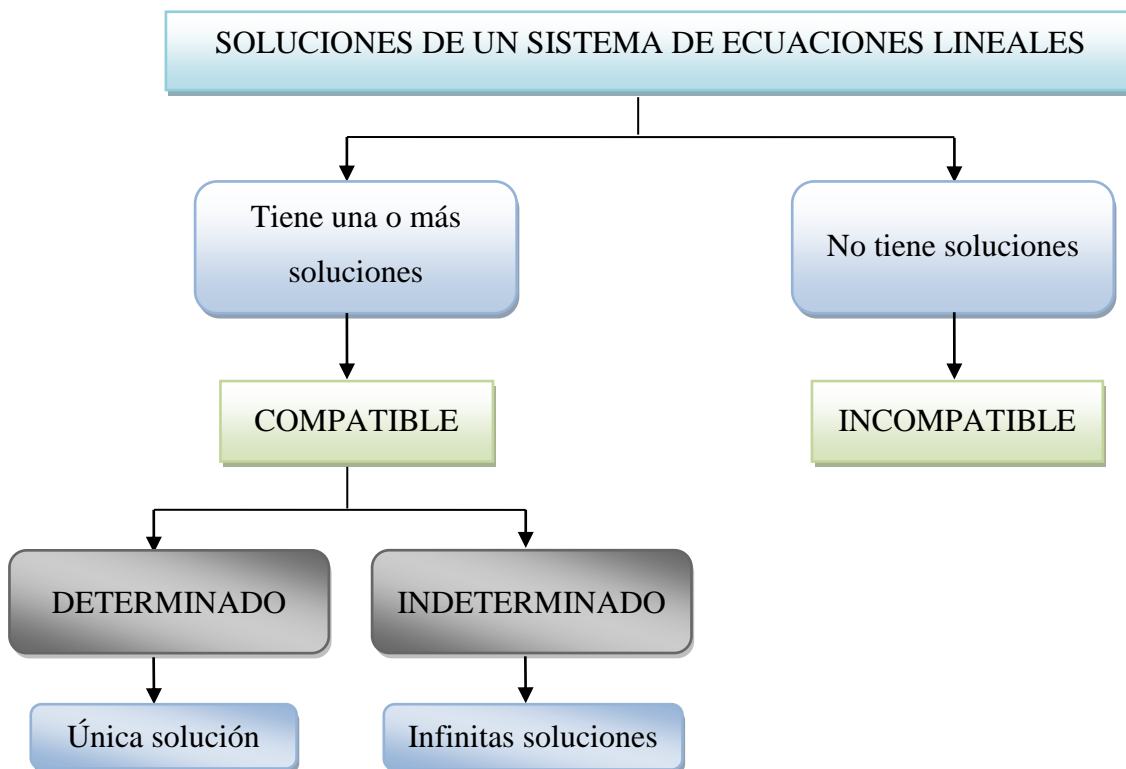 SOLUCIONES DE UN SISTEMA DE ECUACIONES LINEALES
Tiene una o más
soluciones
No tiene soluciones
COMPATIBLE
INCOMPATIBLE
DETERMINADO
INDETERMINADO
Única solución
Infinitas soluciones